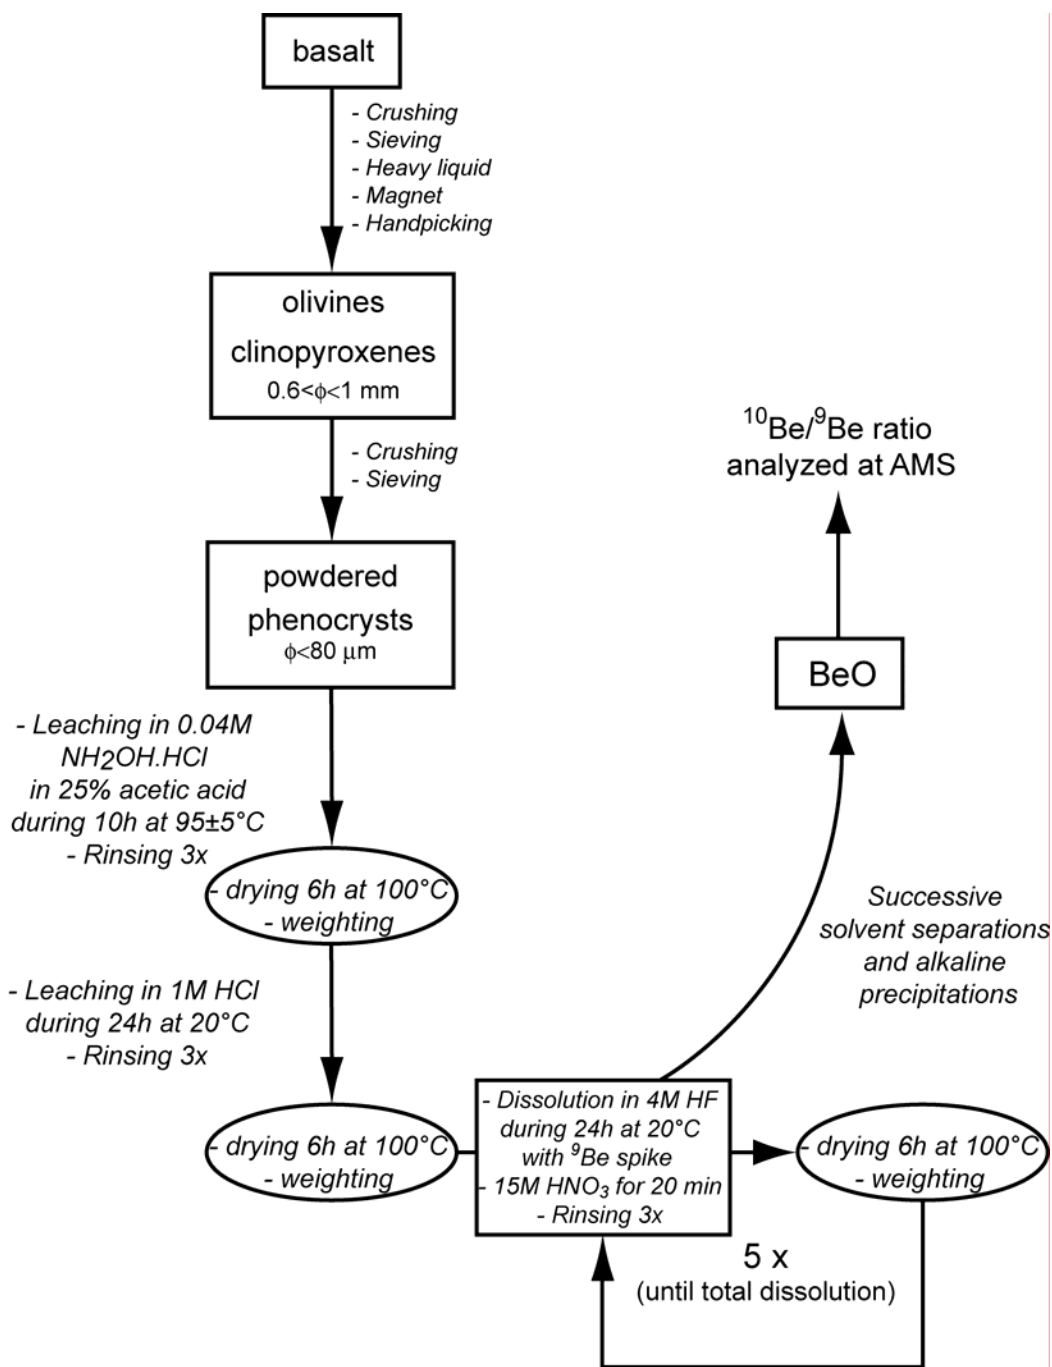 basalt
- Crushing
- Sieving
- Heavy liquid
- Magnet
- Handpicking
olivines
clinopyroxenes
0.6<ϕ<1 mm
- Crushing
- Sieving
powdered
phenocrysts
ϕ<80 μm
- Leaching in 0.04M
NH2OH.HCl
in 25% acetic acid
during 10h at 95±5°C
- Rinsing 3x
- drying 6h at 100°C
- weighting
- Leaching in 1M HCl
during 24h at 20°C
- Rinsing 3x
- drying 6h at 100°C
- weighting
- Dissolution in 4M HF
during 24h at 20°C
with ⁹Be spike
- 15M HNO₃ for 20 min
- Rinsing 3x
- drying 6h at 100°C
- weighting
5 x
(until total dissolution)
Successive
solvent separations
and alkaline
precipitations
BeO
¹⁰Be/⁹Be ratio
analyzed at AMS